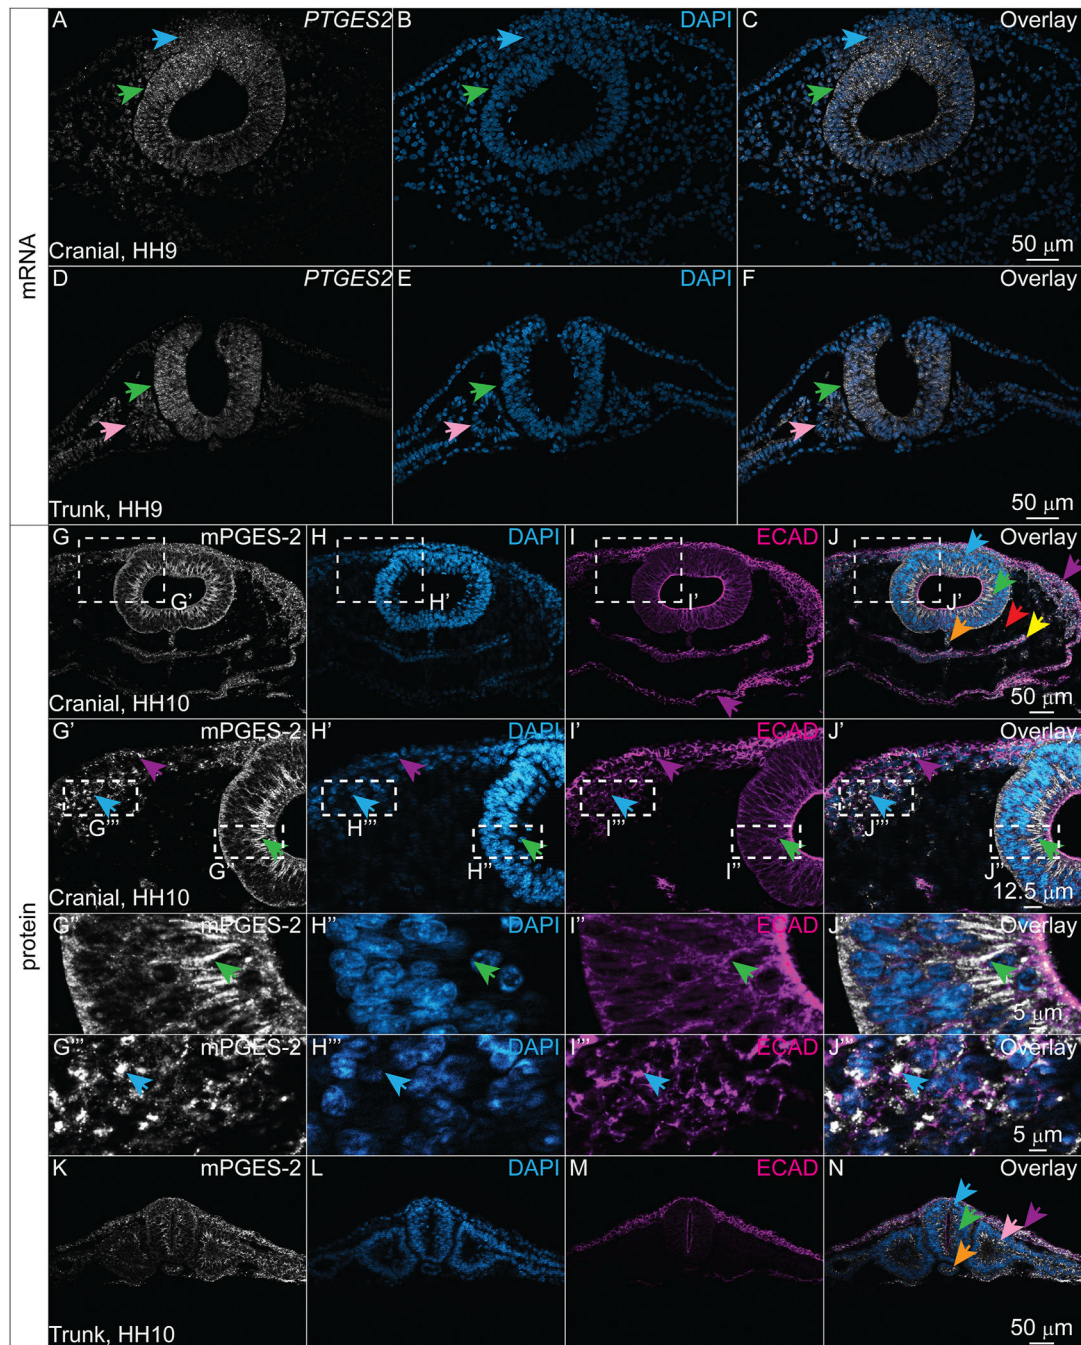 mRNA
A PTGES2 B DAPI C Overlay
Cranial, HH9 50 μm
D PTGES2 E DAPI F Overlay
Trunk, HH9 50 μm
protein
G mPGES-2 H DAPI I ECAD J Overlay
G' H' I' J'
Cranial, HH10 50 μm
G' mPGES-2 H' DAPI I' ECAD J' Overlay
G''' H''' I''' J'''
G'' H'' I'' J''
Cranial, HH10 12.5 μm
G'' mPGES-2 H'' DAPI I'' ECAD J'' Overlay
5 μm
G''' mPGES-2 H''' DAPI I''' ECAD J''' Overlay
5 μm
K mPGES-2 L DAPI M ECAD N Overlay
Trunk, HH10 50 μm